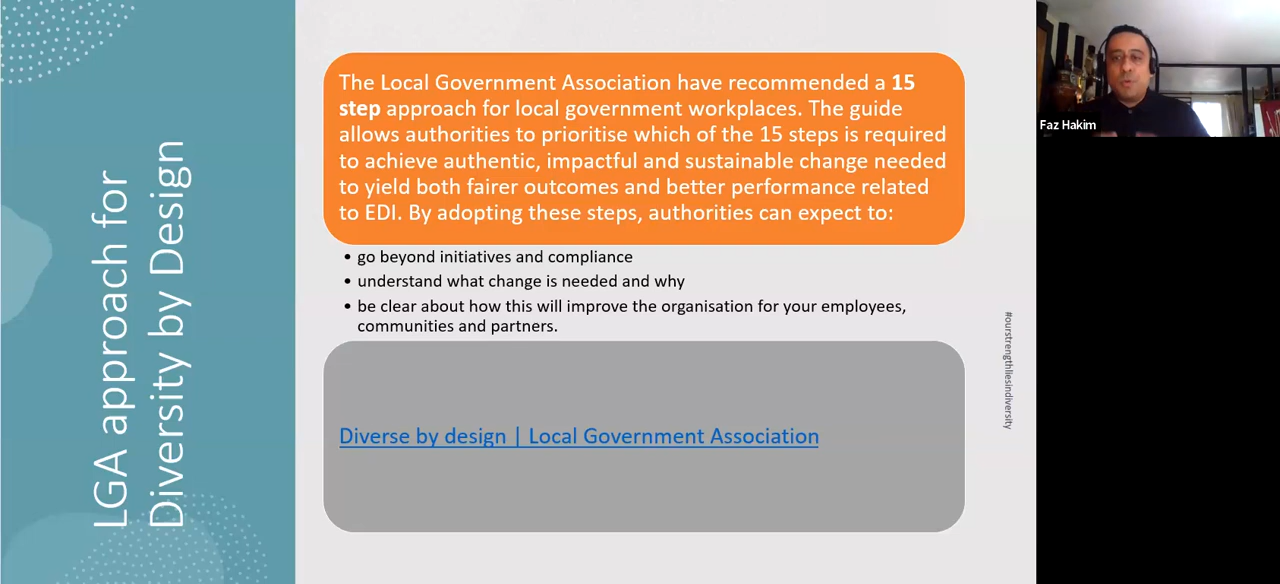 LGA approach for
Diversity by Design
The Local Government Association have recommended a 15
step approach for local government workplaces. The guide
allows authorities to prioritise which of the 15 steps is required
to achieve authentic, impactful and sustainable change needed
to yield both fairer outcomes and better performance related
to EDI. By adopting these steps, authorities can expect to:
• go beyond initiatives and compliance
• understand what change is needed and why
• be clear about how this will improve the organisation for your employees,
communities and partners.
Diverse by design | Local Government Association
#ourstrengthliesindiversity
Faz Hakim